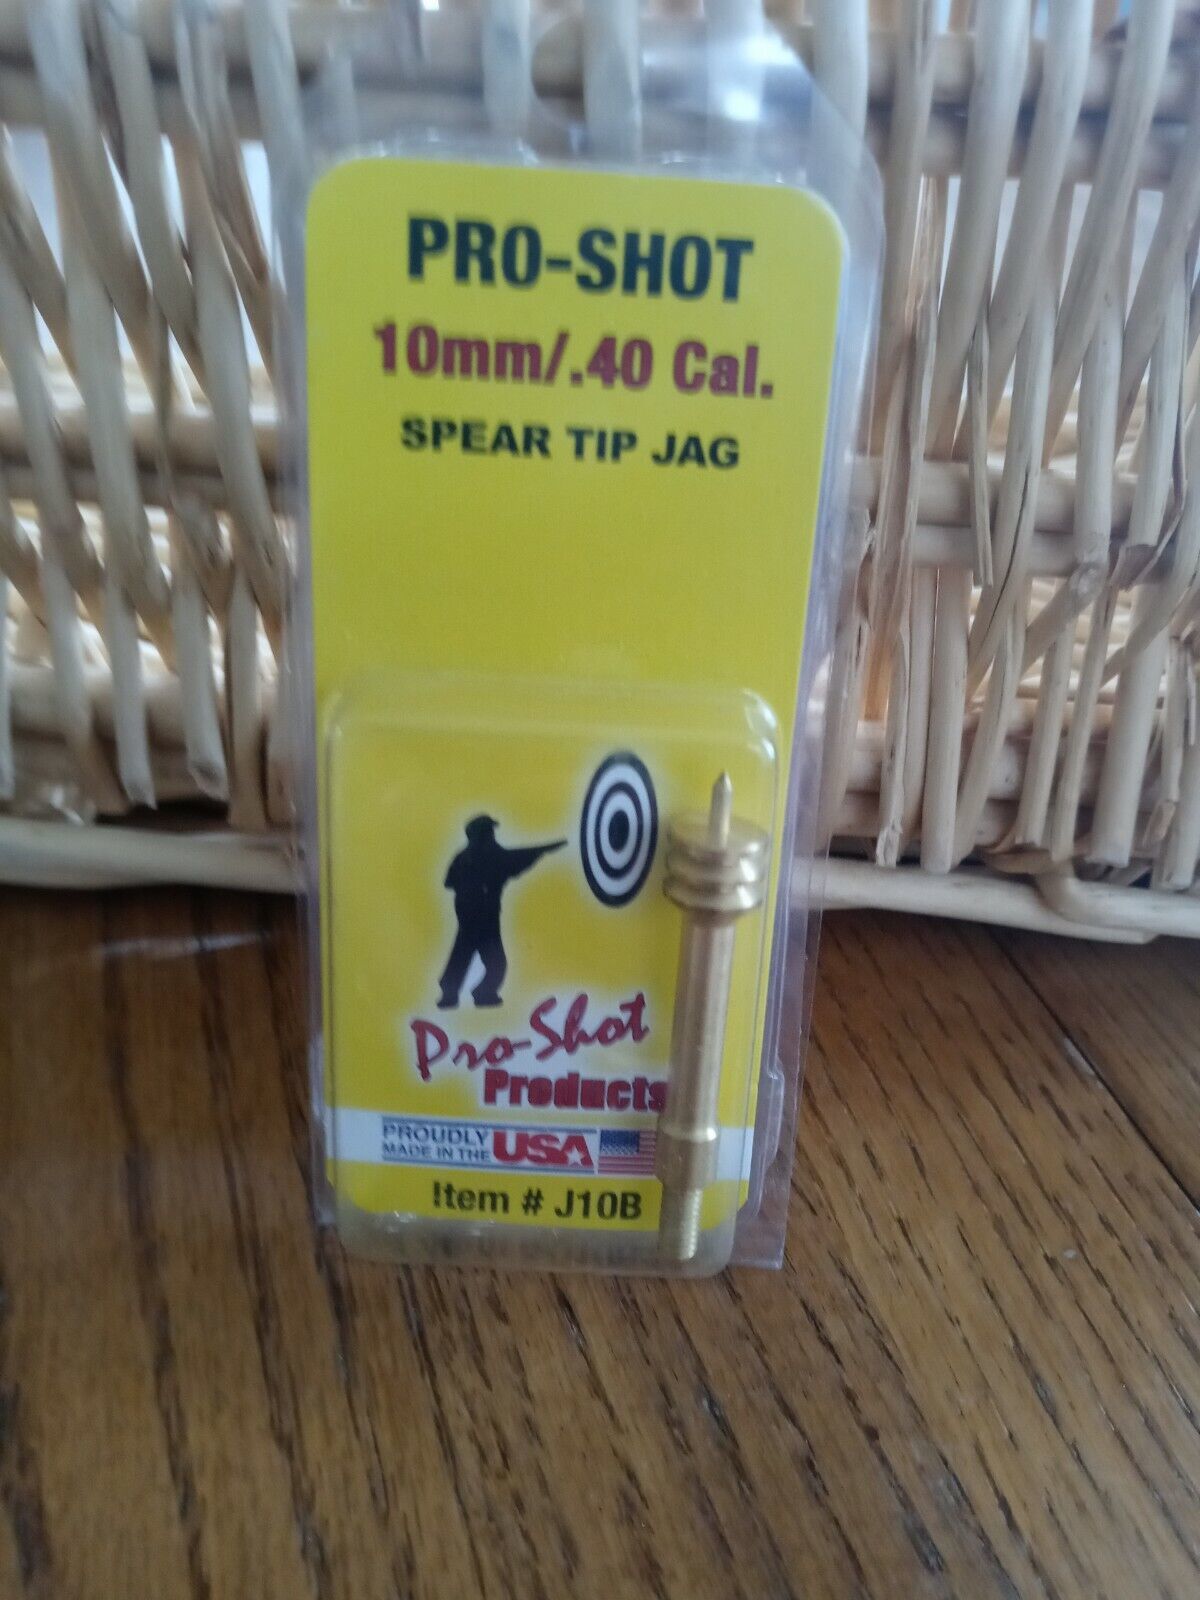 PRO-SHOT
10mm/.40 Cal.
SPEAR TIP JAG
Pro-Shot
Products
PROUDLY
MADE IN THE USA
Item # J10B